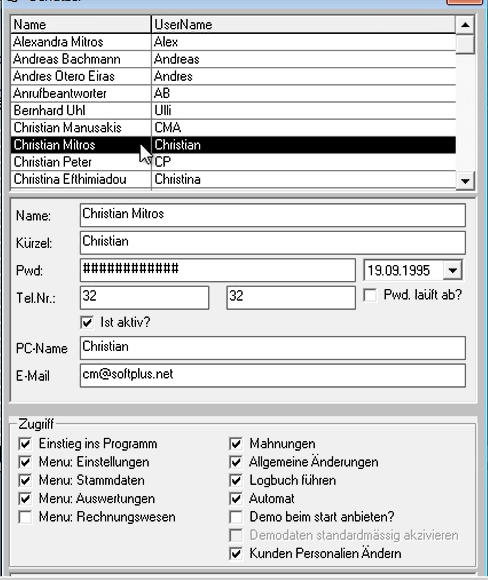 Name UserName
Alexandra Mitros Alex
Andreas Bachmann Andreas
Andres Otero Eiras Andres
Anrufbeantworter AB
Bernhard Uhl Ulli
Christian Manusakis CMA
Christian Mitros Christian
Christian Peter CP
Christina Efthimiadou Christina
Name: Christian Mitros
Kürzel: Christian
Pwd: ############ 19.09.1995
Tel.Nr.: 32 32 Pwd. läüft ab?
Ist aktiv?
PC-Name Christian
E-Mail cm@softplus.net
Zugriff
Einstieg ins Programm Mahnungen
Menu: Einstellungen Allgemeine Änderungen
Menu: Stammdaten Logbuch führen
Menu: Auswertungen Automat
Menu: Rechnungswesen Demo beim start anbieten?
Demodaten standardmässig akzivieren
Kunden Personalien Ändern